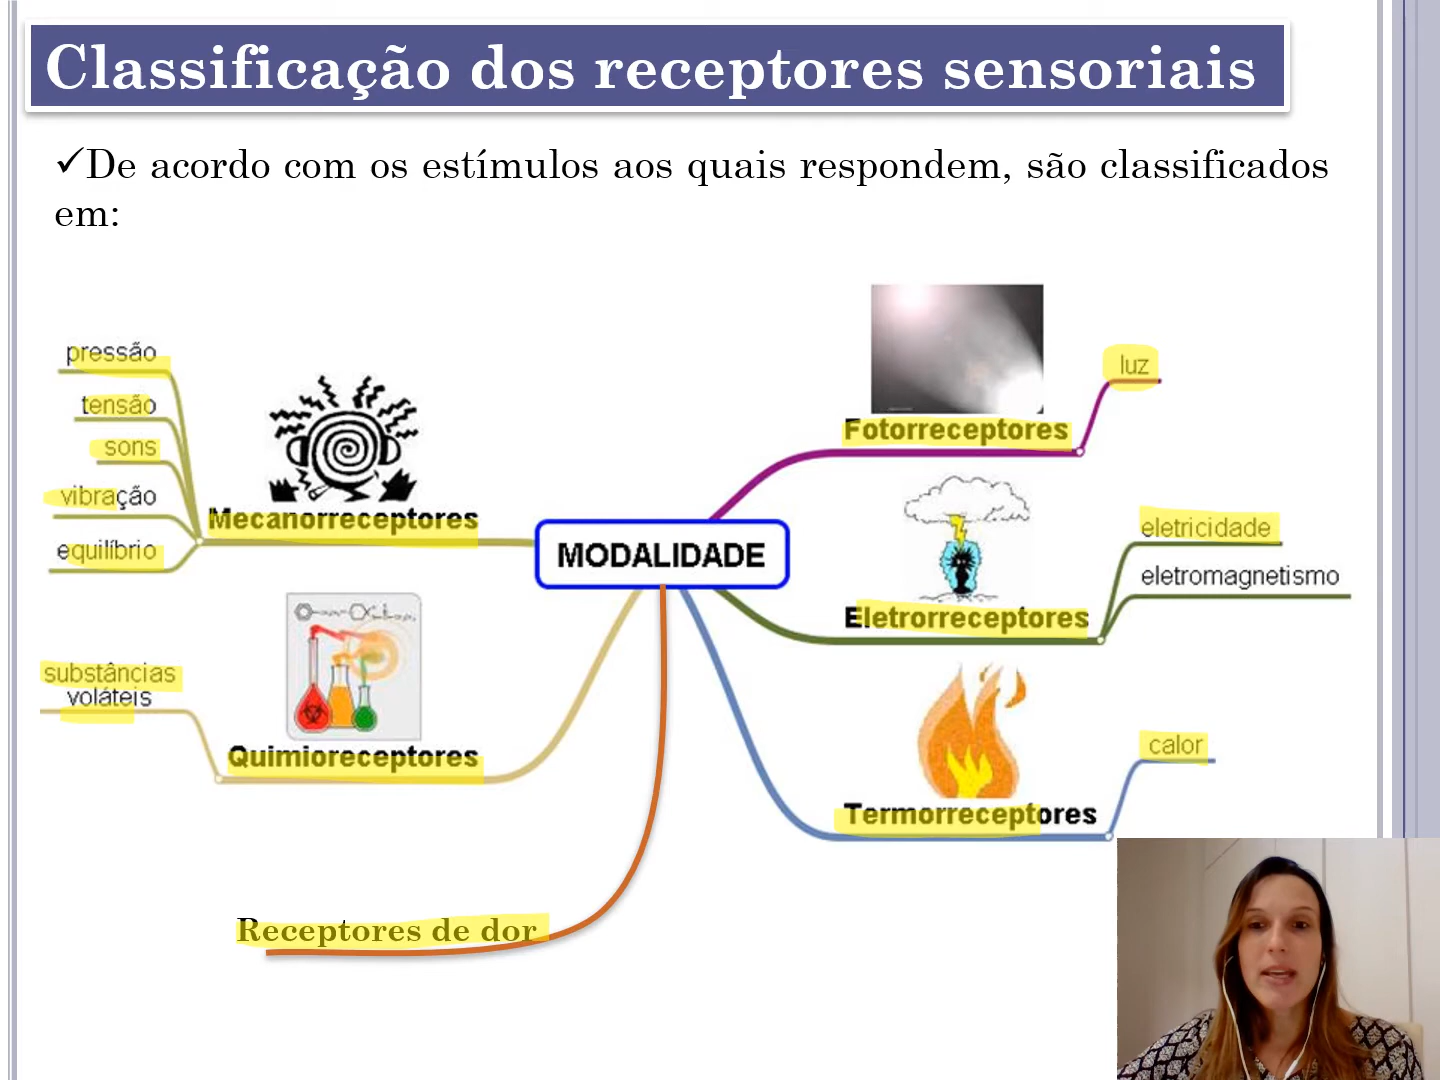 Classificação dos receptores sensoriais
✓De acordo com os estímulos aos quais respondem, são classificados
em:
pressão
tensão
sons
vibração
equilíbrio
Mecanorreceptores
substâncias
voláteis
Quimioreceptores
Receptores de dor
MODALIDADE
luz
Fotorreceptores
eletricidade
eletromagnetismo
Eletrorreceptores
calor
Termorreceptores